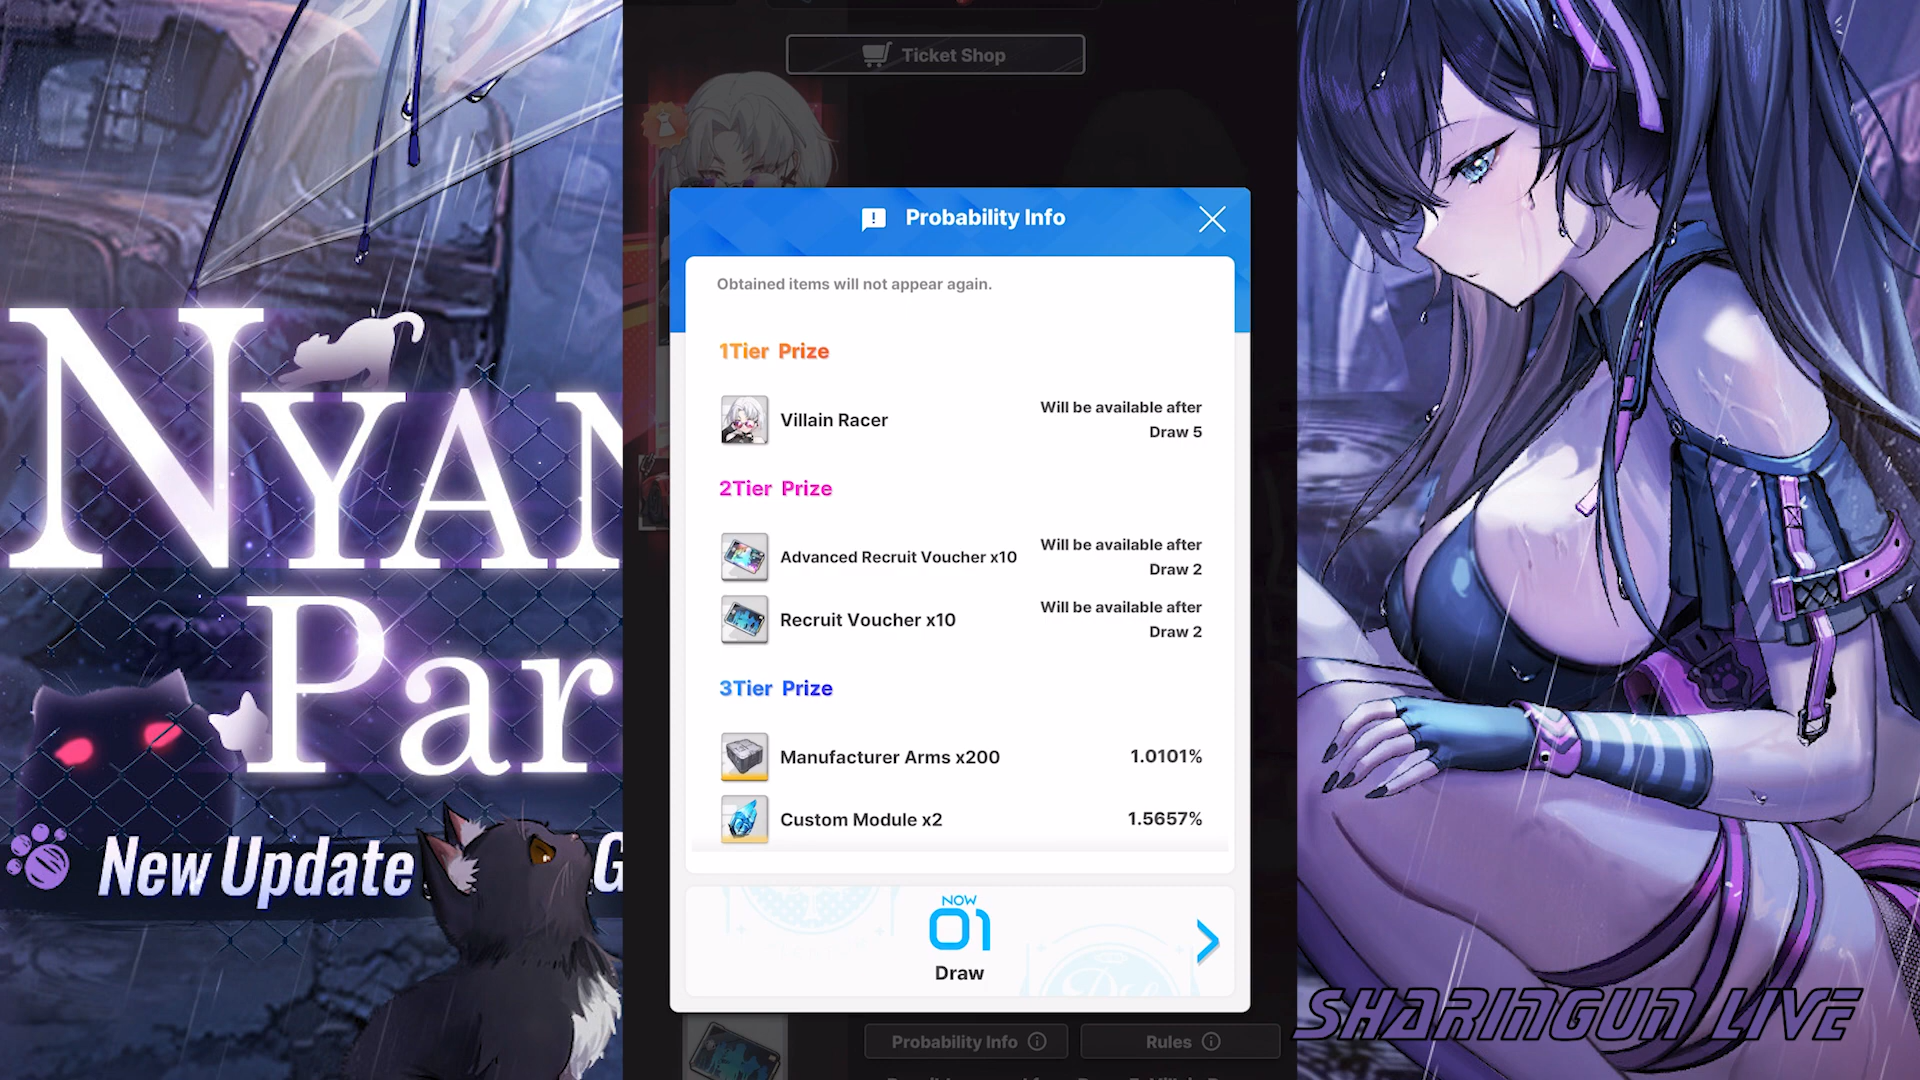 Ticket Shop
Probability Info
Obtained items will not appear again.
1Tier Prize
Villain Racer
Will be available after
Draw 5
2Tier Prize
Advanced Recruit Voucher x10
Will be available after
Draw 2
Recruit Voucher x10
Will be available after
Draw 2
3Tier Prize
Manufacturer Arms x200
1.0101%
Custom Module x2
1.5657%
NOW
01
Draw
Probability Info
Rules
NYAN
Par
New Update
G
SHARINGUN LIVE